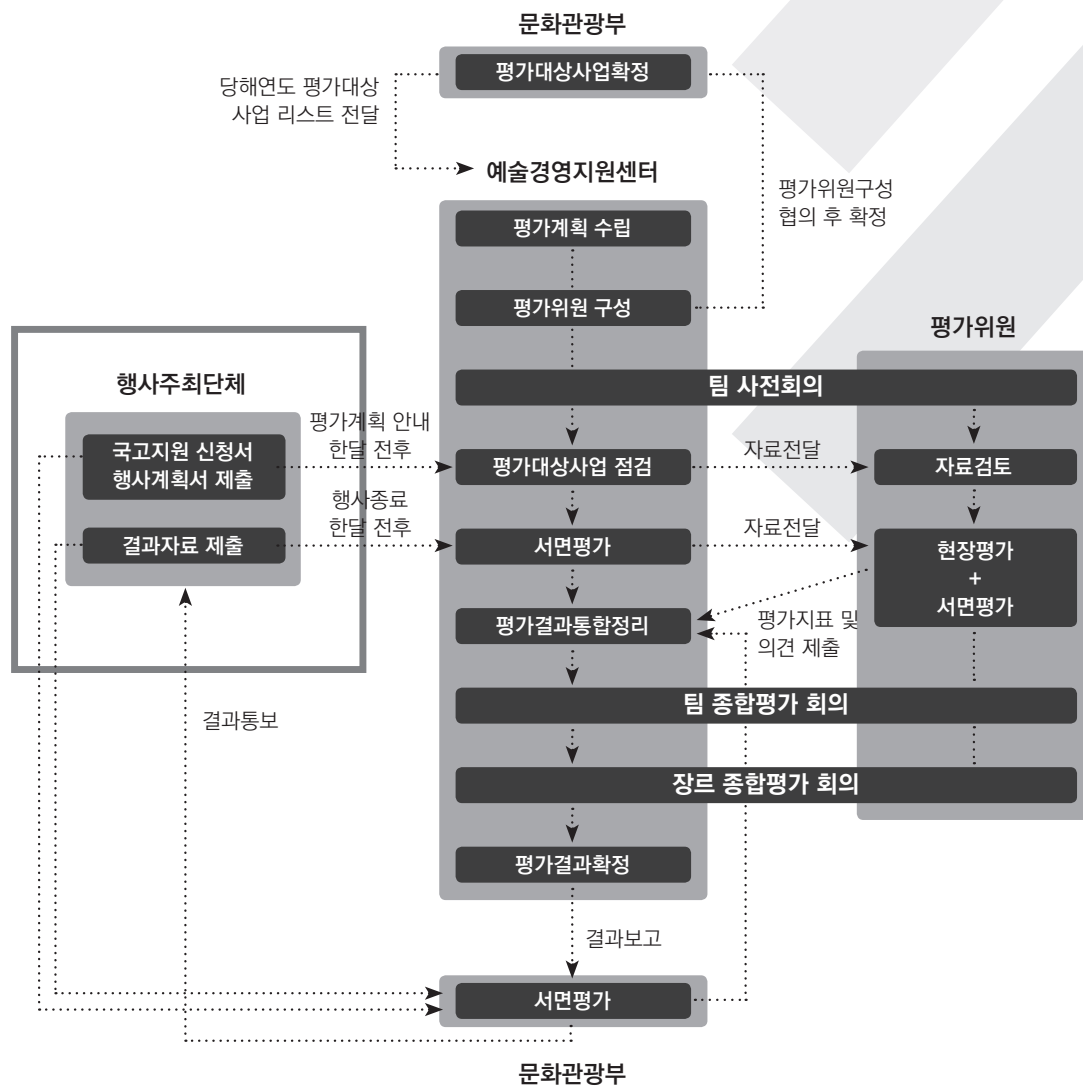 문화관광부
평가대상사업확정
당해연도 평가대상
사업 리스트 전달
예술경영지원센터
평가위원구성
협의 후 확정
평가계획 수립
평가위원 구성
평가위원
행사주최단체
팀 사전회의
국고지원 신청서
행사계획서 제출
평가계획 안내
한달 전후
평가대상사업 점검
자료전달
자료검토
결과자료 제출
행사종료
한달 전후
서면평가
자료전달
현장평가
+
서면평가
평가결과통합정리
평가지표 및
의견 제출
팀 종합평가 회의
결과통보
장르 종합평가 회의
평가결과확정
결과보고
서면평가
문화관광부